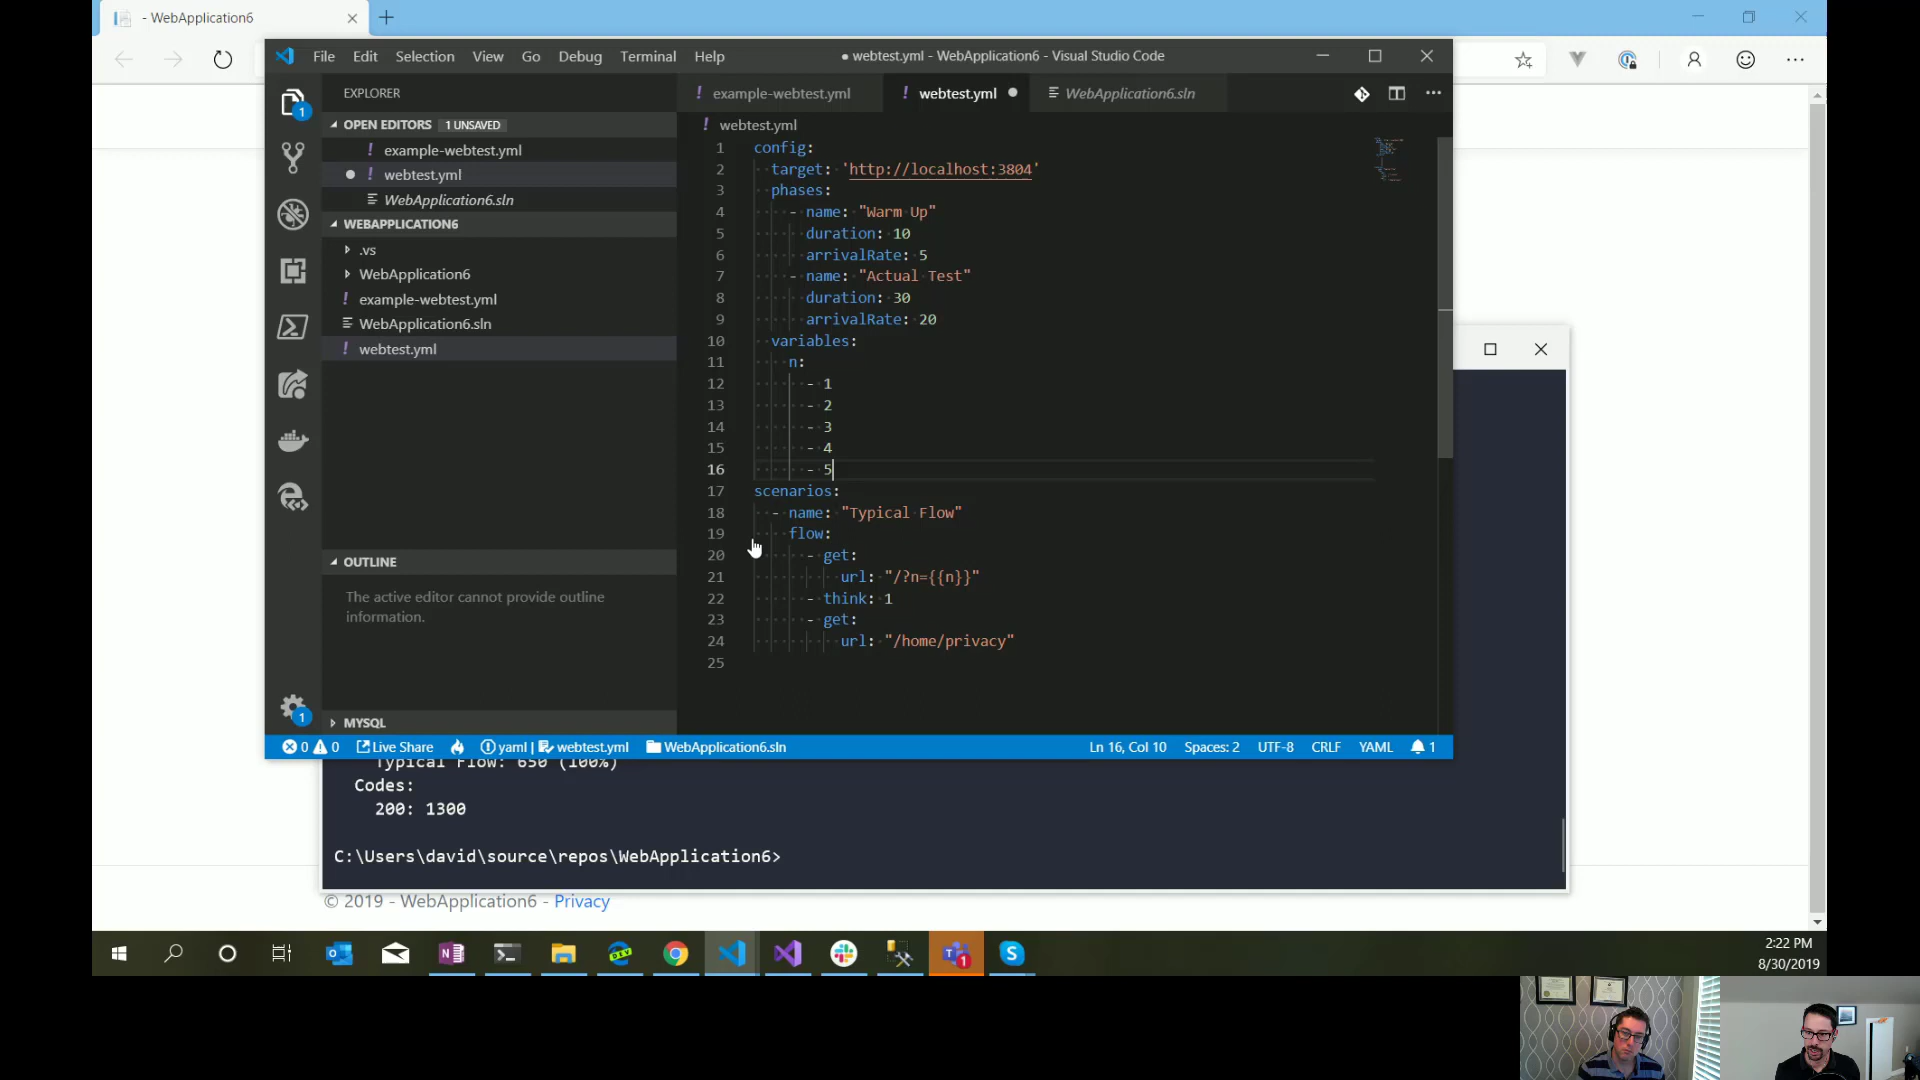 - WebApplication6
File Edit Selection View Go Debug Terminal Help
● webtest.yml - WebApplication6 - Visual Studio Code
EXPLORER
OPEN EDITORS 1 UNSAVED
! example-webtest.yml
! webtest.yml
WebApplication6.sln
WEBAPPLICATION6
.vs
WebApplication6
! example-webtest.yml
WebApplication6.sln
! webtest.yml
OUTLINE
The active editor cannot provide outline
information.
MYSQL
! example-webtest.yml ! webtest.yml WebApplication6.sln
! webtest.yml
1 config:
2 target: 'http://localhost:3804'
3 phases:
4 - name: "Warm Up"
5 duration: 10
6 arrivalRate: 5
7 - name: "Actual Test"
8 duration: 30
9 arrivalRate: 20
10 variables:
11 n:
12 - 1
13 - 2
14 - 3
15 - 4
16 - 5
17 scenarios:
18 - name: "Typical Flow"
19 flow:
20 - get:
21 url: "/?n={{n}}"
22 - think: 1
23 - get:
24 url: "/home/privacy"
25
0 0 Live Share yaml | webtest.yml WebApplication6.sln Ln 16, Col 10 Spaces: 2 UTF-8 CRLF YAML 1
Typical Flow: 650 (100%)
Codes:
200: 1300
C:\Users\david\source\repos\WebApplication6>
© 2019 - WebApplication6 - Privacy
2:22 PM
8/30/2019